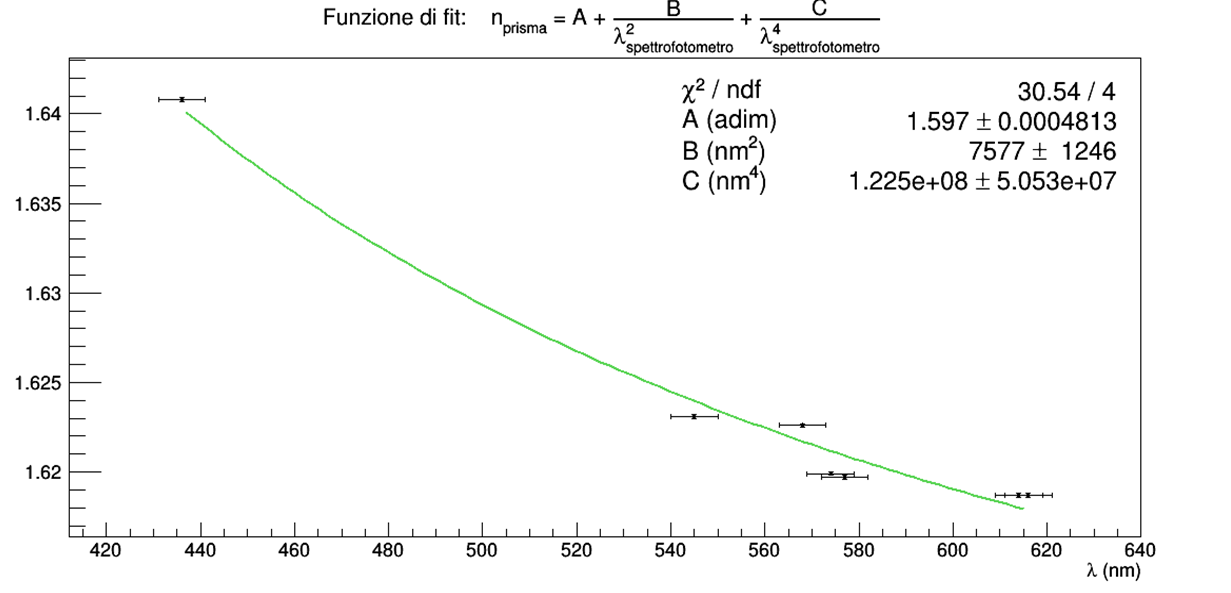 Funzione di fit: n_prisma = A + B/λ²_spettrofotometro + C/λ⁴_spettrofotometro
χ² / ndf 30.54 / 4
A (adim) 1.597 ± 0.0004813
B (nm²) 7577 ± 1246
C (nm⁴) 1.225e+08 ± 5.053e+07
1.64
1.635
1.63
1.625
1.62
420 440 460 480 500 520 540 560 580 600 620 640
λ (nm)